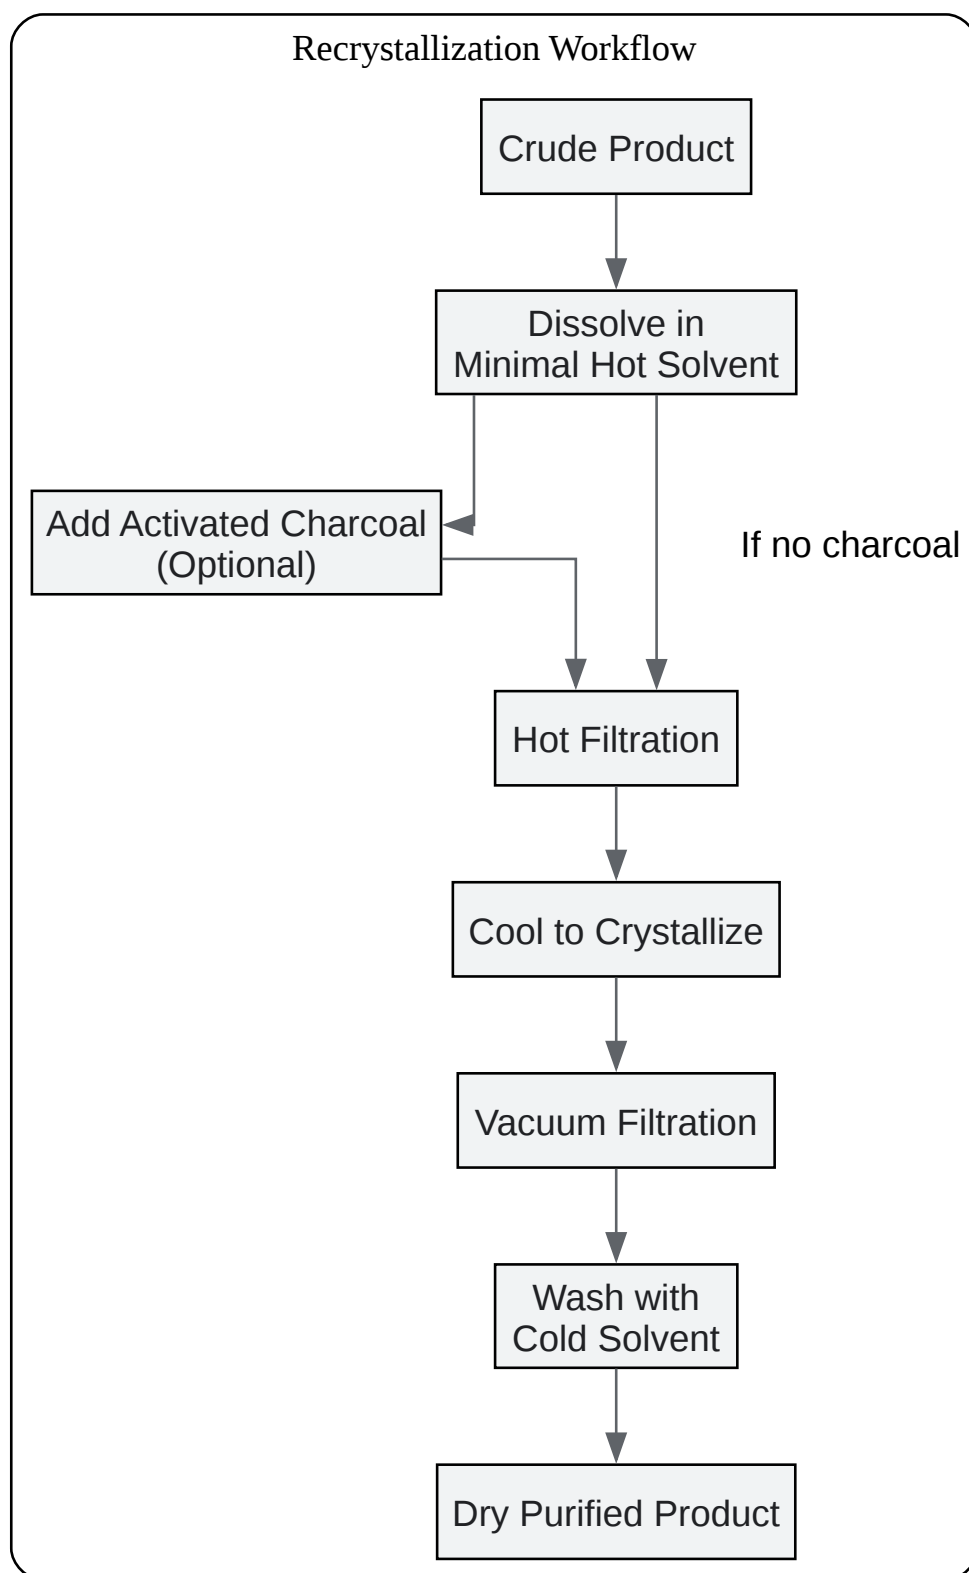 Recrystallization Workflow
Crude Product
Dissolve in
Minimal Hot Solvent
Add Activated Charcoal
(Optional)
If no charcoal
Hot Filtration
Cool to Crystallize
Vacuum Filtration
Wash with
Cold Solvent
Dry Purified Product